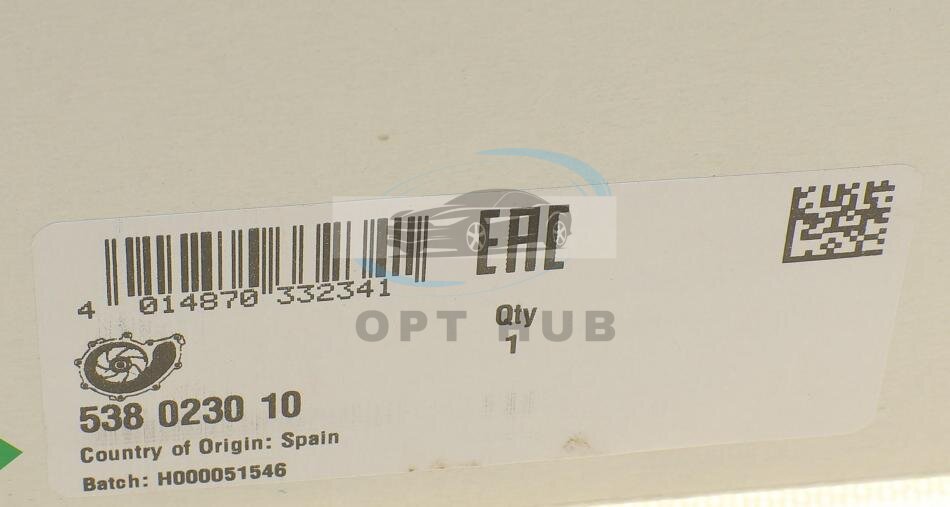 4 014870 332341
EAC
OPT HUB
Qty
1
538 0230 10
Country of Origin: Spain
Batch: H000051546